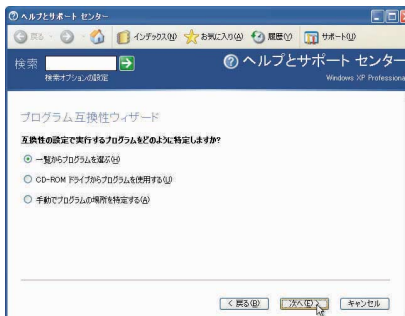 ヘルプとサポート センター
戻る インデックス(N) お気に入り(A) 履歴(Y) サポート(U)
検索
検索オプションの設定
ヘルプとサポート センター
Windows XP Professional
プログラム互換性ウィザード
互換性の設定で実行するプログラムをどのように特定しますか?
一覧からプログラムを選ぶ(H)
CD-ROM ドライブからプログラムを使用する(U)
手動でプログラムの場所を特定する(A)
< 戻る(B) 次へ(E) > キャンセル